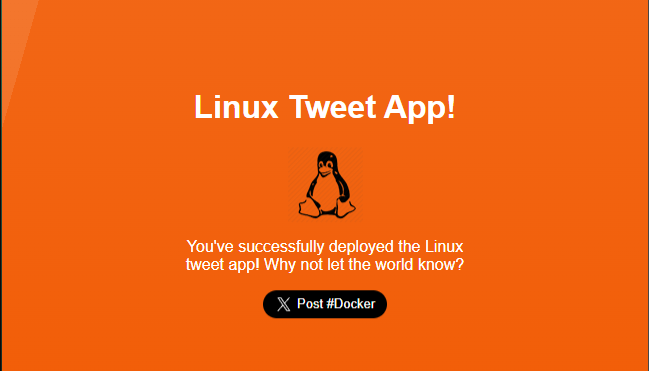 Linux Tweet App!
You've successfully deployed the Linux
tweet app! Why not let the world know?
Post #Docker